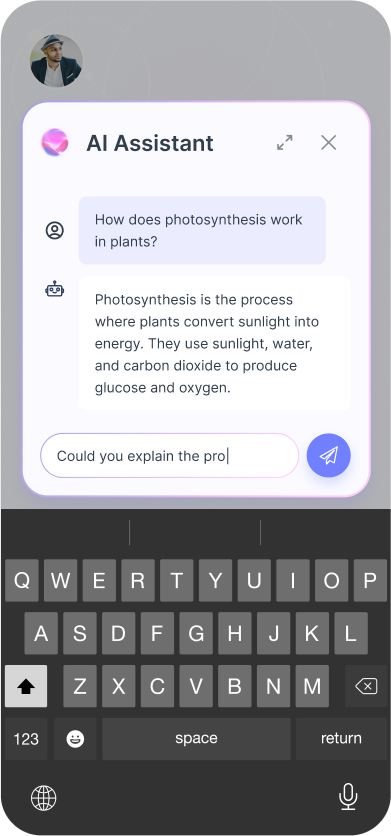 AI Assistant
How does photosynthesis work
in plants?
Photosynthesis is the process
where plants convert sunlight into
energy. They use sunlight, water,
and carbon dioxide to produce
glucose and oxygen.
Could you explain the pro
Q W E R T Y U I O P
A S D F G H J K L
Z X C V B N M
123 space return